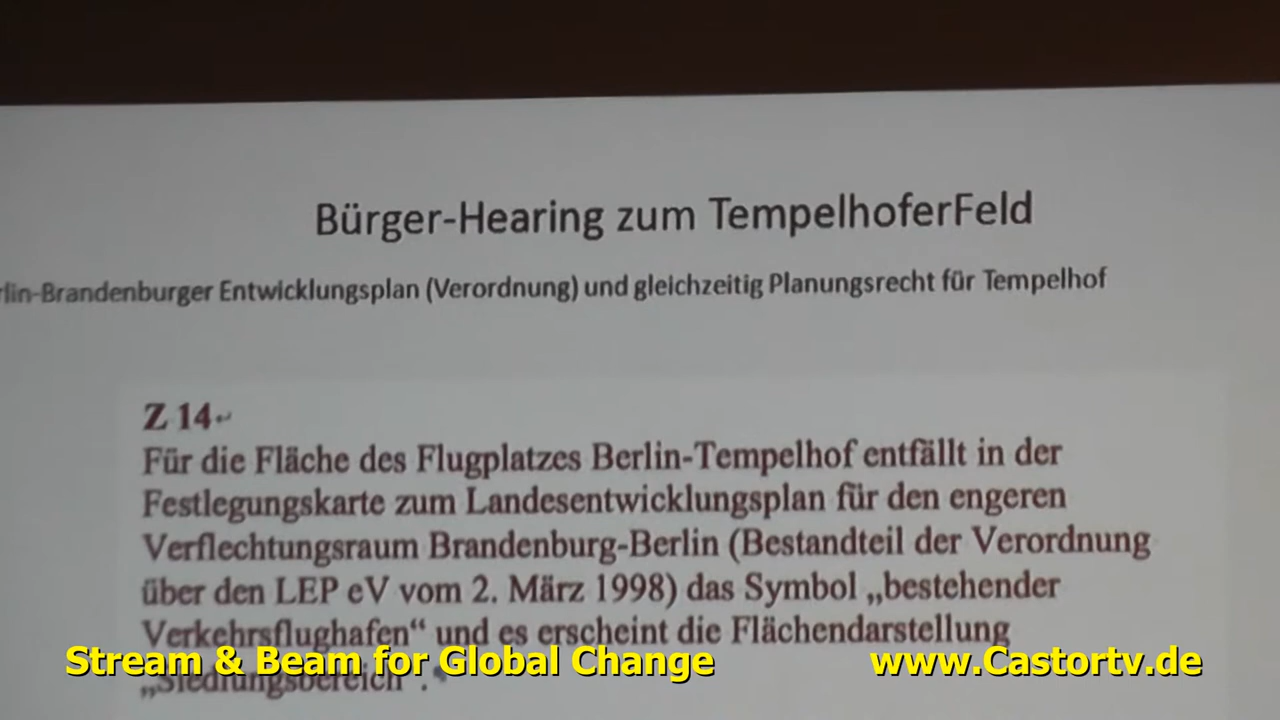 Bürger-Hearing zum TempelhoferFeld
rlin-Brandenburger Entwicklungsplan (Verordnung) und gleichzeitig Planungsrecht für Tempelhof
Z 14
Für die Fläche des Flugplatzes Berlin-Tempelhof entfällt in der
Festlegungskarte zum Landesentwicklungsplan für den engeren
Verflechtungsraum Brandenburg-Berlin (Bestandteil der Verordnung
über den LEP eV vom 2. März 1998) das Symbol „bestehender
Verkehrsflughafen“ und es erscheint die Flächendarstellung
„Siedlungsbereich“.
Stream & Beam for Global Change www.Castortv.de